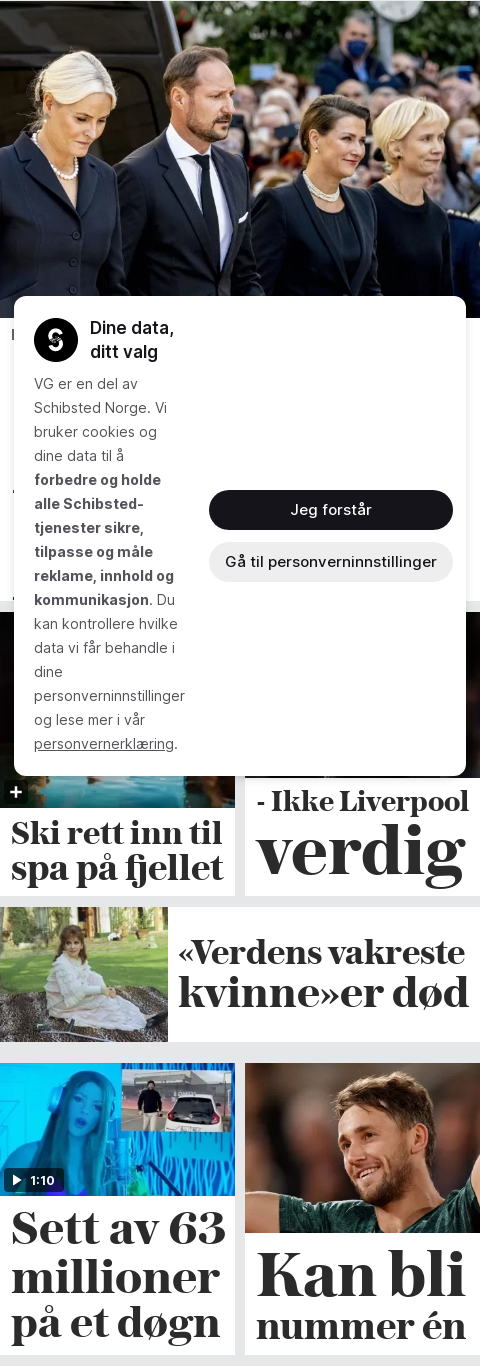 Dine data,
ditt valg
VG er en del av
Schibsted Norge. Vi
bruker cookies og
dine data til å
forbedre og holde
alle Schibsted-
tjenester sikre,
tilpasse og måle
reklame, innhold og
kommunikasjon. Du
kan kontrollere hvilke
data vi får behandle i
dine
personverninnstillinger
og lese mer i vår
personvernerklæring.
Jeg forstår
Gå til personverninnstillinger
Ski rett inn til
spa på fjellet
- Ikke Liverpool
verdig
«Verdens vakreste
kvinne»er død
1:10
Sett av 63
millioner
på et døgn
Kan bli
nummer én